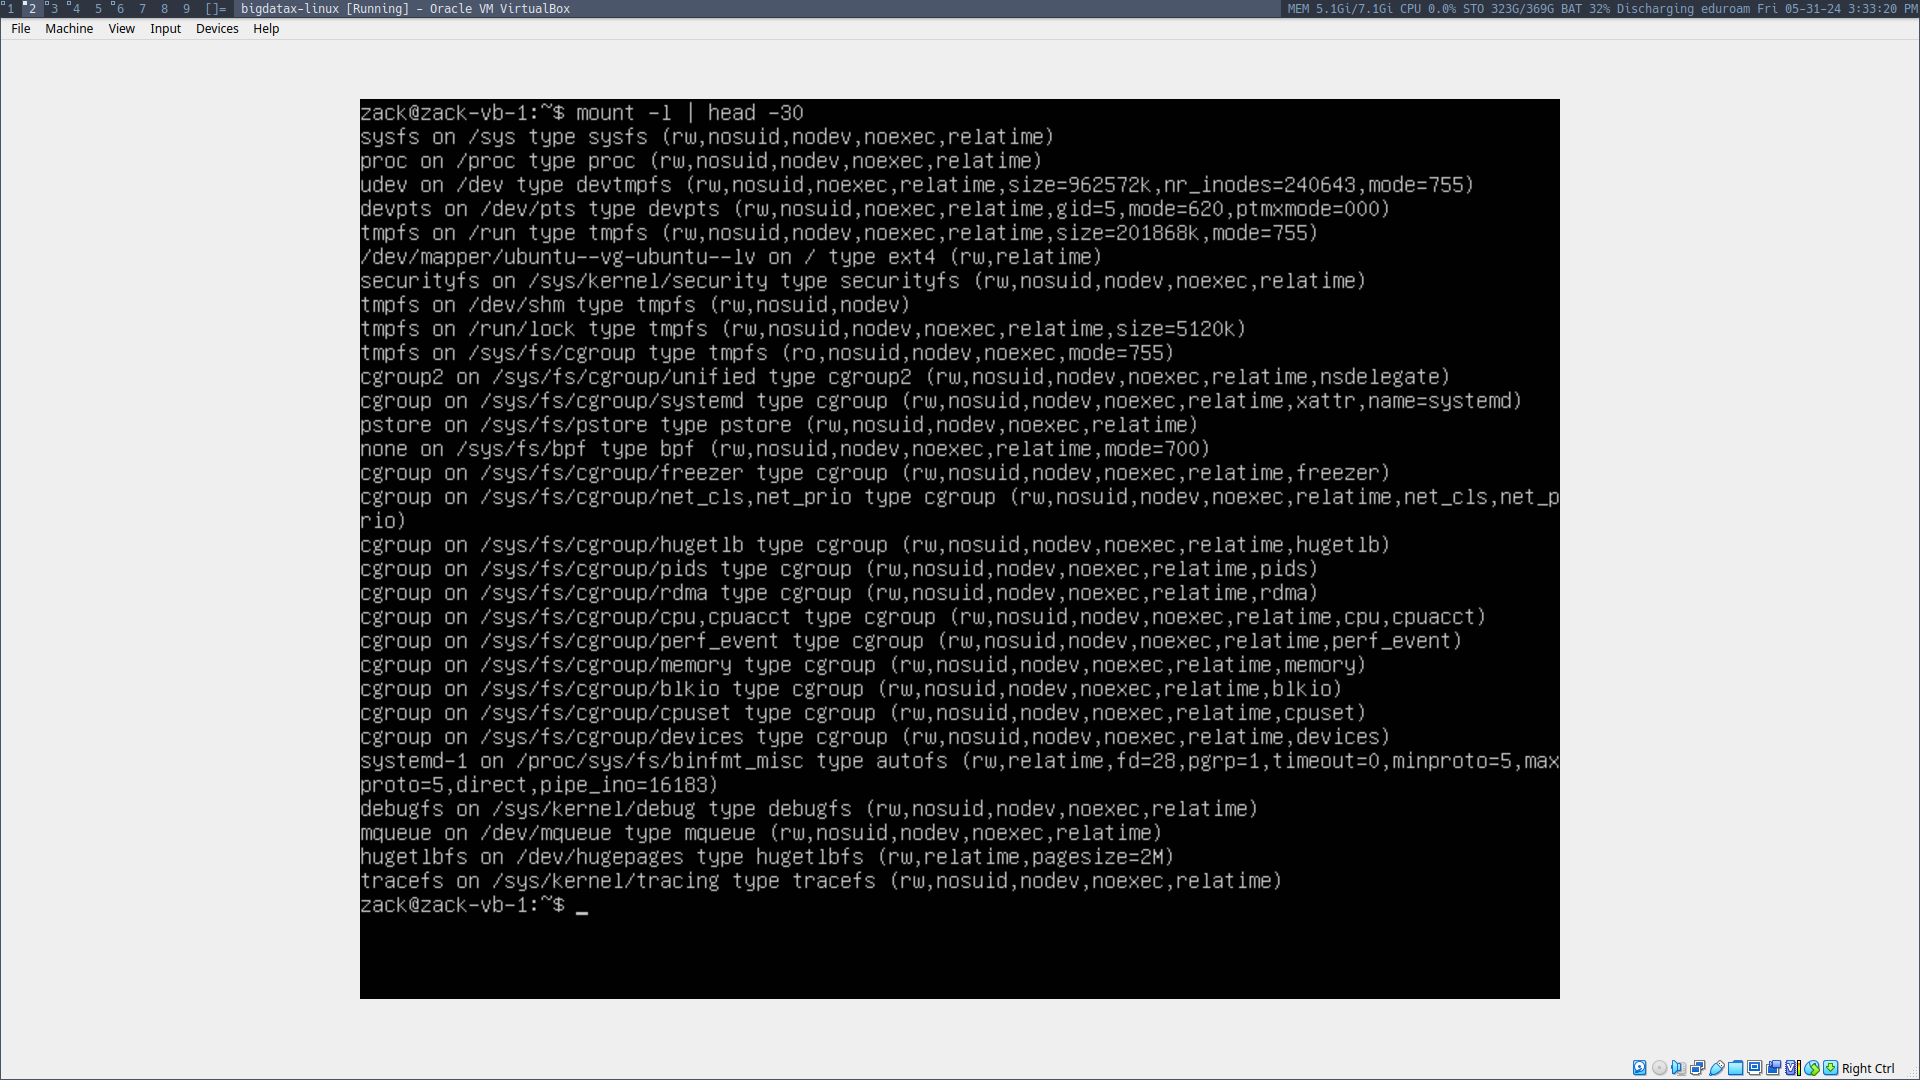 1 2 3 4 5 6 7 8 9 []= bigdatax-linux [Running] - Oracle VM VirtualBox MEM 5.1Gi/7.1Gi CPU 0.0% STO 323G/369G BAT 32% Discharging eduroam Fri 05-31-24 3:33:20 PM
File Machine View Input Devices Help
zack@zack-vb-1:~$ mount -l | head -30
sysfs on /sys type sysfs (rw,nosuid,nodev,noexec,relatime)
proc on /proc type proc (rw,nosuid,nodev,noexec,relatime)
udev on /dev type devtmpfs (rw,nosuid,noexec,relatime,size=962572k,nr_inodes=240643,mode=755)
devpts on /dev/pts type devpts (rw,nosuid,noexec,relatime,gid=5,mode=620,ptmxmode=000)
tmpfs on /run type tmpfs (rw,nosuid,nodev,noexec,relatime,size=201868k,mode=755)
/dev/mapper/ubuntu--vg-ubuntu--lv on / type ext4 (rw,relatime)
securityfs on /sys/kernel/security type securityfs (rw,nosuid,nodev,noexec,relatime)
tmpfs on /dev/shm type tmpfs (rw,nosuid,nodev)
tmpfs on /run/lock type tmpfs (rw,nosuid,nodev,noexec,relatime,size=5120k)
tmpfs on /sys/fs/cgroup type tmpfs (ro,nosuid,nodev,noexec,mode=755)
cgroup2 on /sys/fs/cgroup/unified type cgroup2 (rw,nosuid,nodev,noexec,relatime,nsdelegate)
cgroup on /sys/fs/cgroup/systemd type cgroup (rw,nosuid,nodev,noexec,relatime,xattr,name=systemd)
pstore on /sys/fs/pstore type pstore (rw,nosuid,nodev,noexec,relatime)
none on /sys/fs/bpf type bpf (rw,nosuid,nodev,noexec,relatime,mode=700)
cgroup on /sys/fs/cgroup/freezer type cgroup (rw,nosuid,nodev,noexec,relatime,freezer)
cgroup on /sys/fs/cgroup/net_cls,net_prio type cgroup (rw,nosuid,nodev,noexec,relatime,net_cls,net_p
rio)
cgroup on /sys/fs/cgroup/hugetlb type cgroup (rw,nosuid,nodev,noexec,relatime,hugetlb)
cgroup on /sys/fs/cgroup/pids type cgroup (rw,nosuid,nodev,noexec,relatime,pids)
cgroup on /sys/fs/cgroup/rdma type cgroup (rw,nosuid,nodev,noexec,relatime,rdma)
cgroup on /sys/fs/cgroup/cpu,cpuacct type cgroup (rw,nosuid,nodev,noexec,relatime,cpu,cpuacct)
cgroup on /sys/fs/cgroup/perf_event type cgroup (rw,nosuid,nodev,noexec,relatime,perf_event)
cgroup on /sys/fs/cgroup/memory type cgroup (rw,nosuid,nodev,noexec,relatime,memory)
cgroup on /sys/fs/cgroup/blkio type cgroup (rw,nosuid,nodev,noexec,relatime,blkio)
cgroup on /sys/fs/cgroup/cpuset type cgroup (rw,nosuid,nodev,noexec,relatime,cpuset)
cgroup on /sys/fs/cgroup/devices type cgroup (rw,nosuid,nodev,noexec,relatime,devices)
systemd-1 on /proc/sys/fs/binfmt_misc type autofs (rw,relatime,fd=28,pgrp=1,timeout=0,minproto=5,max
proto=5,direct,pipe_ino=16183)
debugfs on /sys/kernel/debug type debugfs (rw,nosuid,nodev,noexec,relatime)
mqueue on /dev/mqueue type mqueue (rw,nosuid,nodev,noexec,relatime)
hugetlbfs on /dev/hugepages type hugetlbfs (rw,relatime,pagesize=2M)
tracefs on /sys/kernel/tracing type tracefs (rw,nosuid,nodev,noexec,relatime)
zack@zack-vb-1:~$ _
Right Ctrl